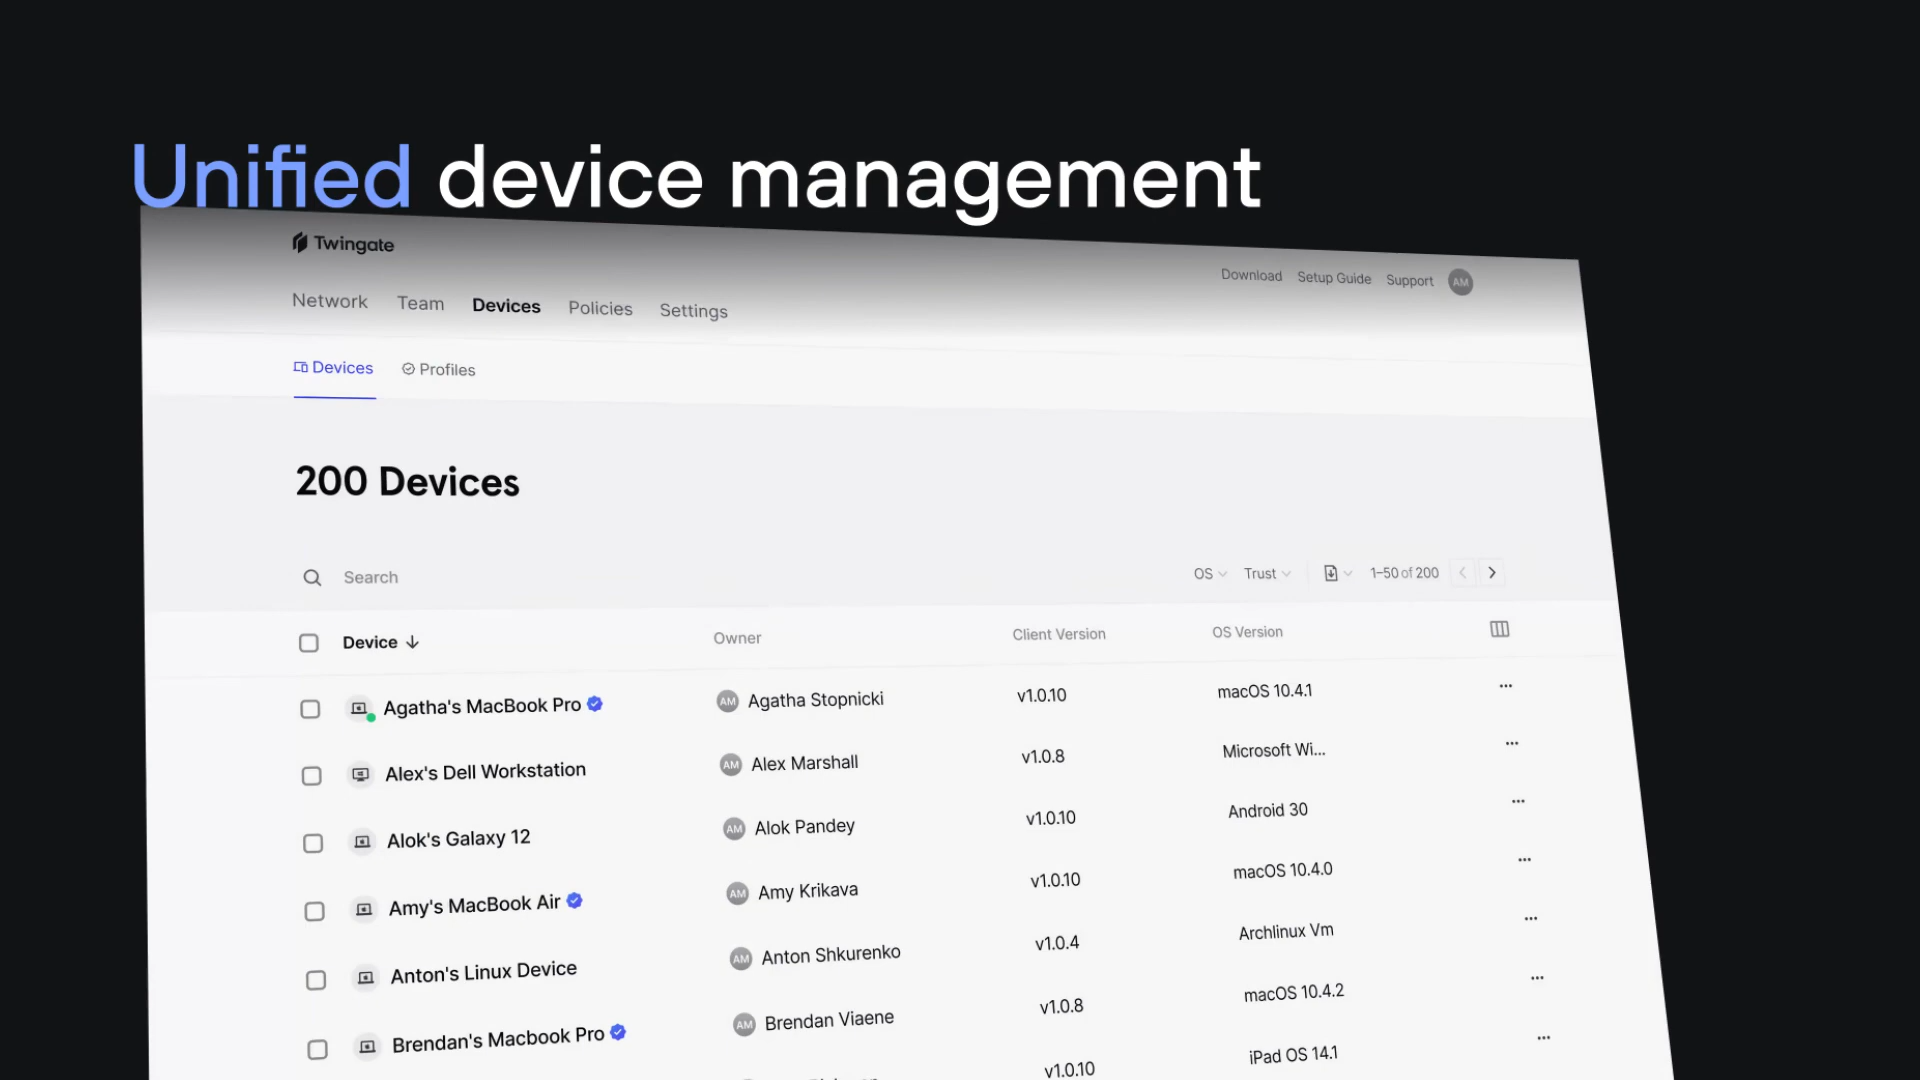 Unified device management
Twingate
Download Setup Guide Support AM
Network Team Devices Policies Settings
Devices Profiles
200 Devices
Search OS Trust 1–50 of 200
Device Owner Client Version OS Version
Agatha's MacBook Pro AM Agatha Stopnicki v1.0.10 macOS 10.4.1
Alex's Dell Workstation AM Alex Marshall v1.0.8 Microsoft Wi...
Alok's Galaxy 12 AM Alok Pandey v1.0.10 Android 30
Amy's MacBook Air AM Amy Krikava v1.0.10 macOS 10.4.0
Anton's Linux Device AM Anton Shkurenko v1.0.4 Archlinux Vm
Brendan's Macbook Pro AM Brendan Viaene v1.0.8 macOS 10.4.2
v1.0.10 iPad OS 14.1